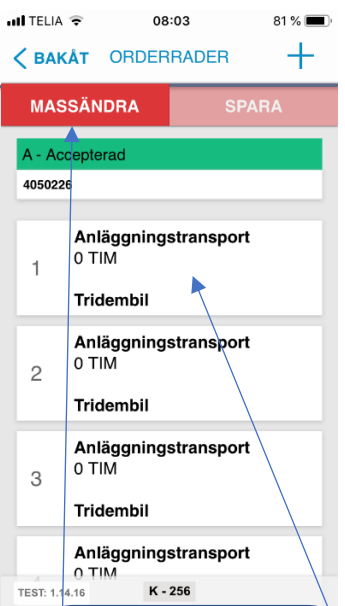 TELIA 08:03 81 %
BAKÅT ORDERRADER
MASSÄNDRA SPARA
A - Accepterad
4050226
Anläggningstransport
1 0 TIM
Tridembil
Anläggningstransport
2 0 TIM
Tridembil
Anläggningstransport
3 0 TIM
Tridembil
Anläggningstransport
0 TIM
TEST: 1.14.16 K - 256